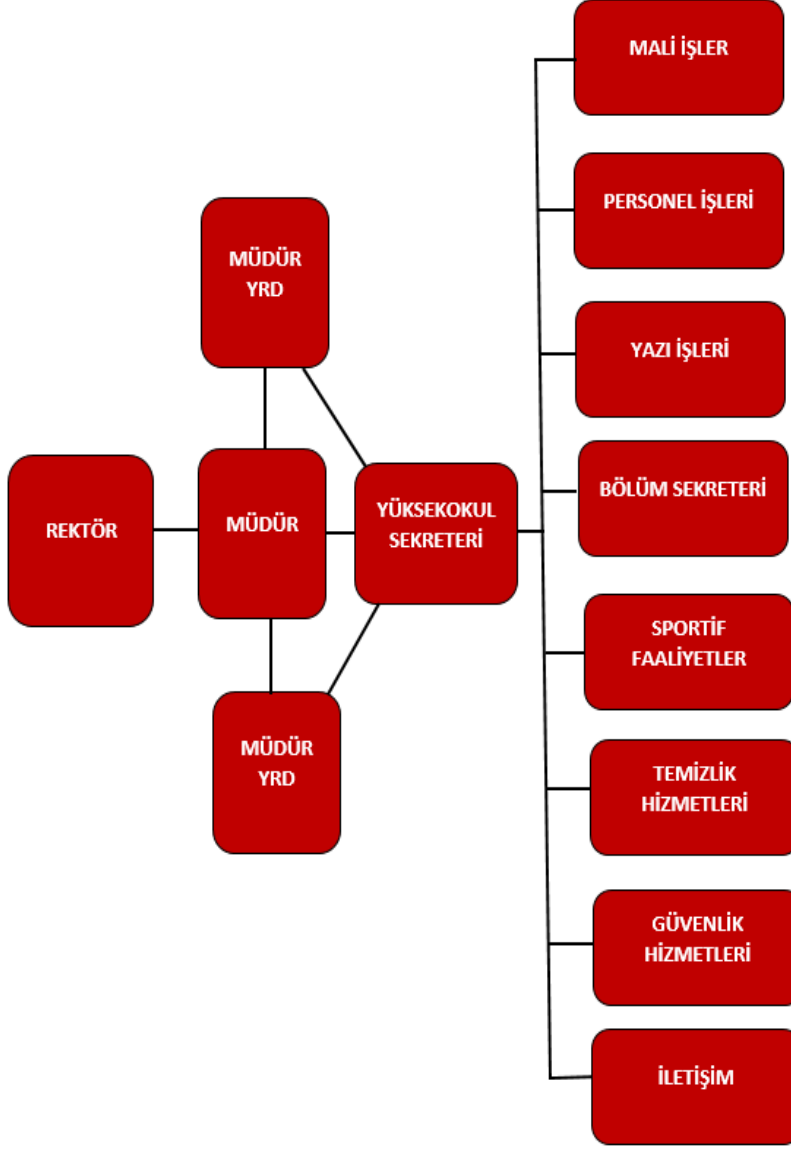 REKTÖR
MÜDÜR
YRD
MÜDÜR
MÜDÜR
YRD
YÜKSEKOKUL
SEKRETERİ
MALİ İŞLER
PERSONEL İŞLERİ
YAZI İŞLERİ
BÖLÜM SEKRETERİ
SPORTİF
FAALİYETLER
TEMİZLİK
HİZMETLERİ
GÜVENLİK
HİZMETLERİ
İLETİŞİM